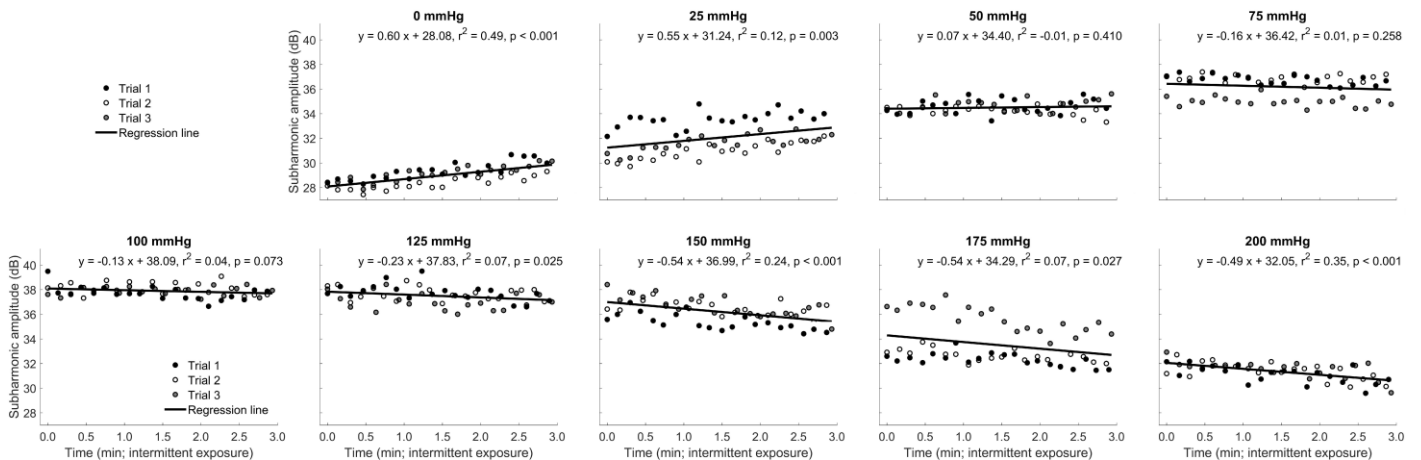 0 mmHg
y = 0.60 x + 28.08, r² = 0.49, p < 0.001
25 mmHg
y = 0.55 x + 31.24, r² = 0.12, p = 0.003
50 mmHg
y = 0.07 x + 34.40, r² = -0.01, p = 0.410
75 mmHg
y = -0.16 x + 36.42, r² = 0.01, p = 0.258
Trial 1
Trial 2
Trial 3
Regression line
Subharmonic amplitude (dB)
40
38
36
34
32
30
28
100 mmHg
y = -0.13 x + 38.09, r² = 0.04, p = 0.073
125 mmHg
y = -0.23 x + 37.83, r² = 0.07, p = 0.025
150 mmHg
y = -0.54 x + 36.99, r² = 0.24, p < 0.001
175 mmHg
y = -0.54 x + 34.29, r² = 0.07, p = 0.027
200 mmHg
y = -0.49 x + 32.05, r² = 0.35, p < 0.001
Subharmonic amplitude (dB)
40
38
36
34
32
30
28
Trial 1
Trial 2
Trial 3
Regression line
0.0 0.5 1.0 1.5 2.0 2.5 3.0
0.0 0.5 1.0 1.5 2.0 2.5 3.0
0.0 0.5 1.0 1.5 2.0 2.5 3.0
0.0 0.5 1.0 1.5 2.0 2.5 3.0
0.0 0.5 1.0 1.5 2.0 2.5 3.0
Time (min; intermittent exposure)
Time (min; intermittent exposure)
Time (min; intermittent exposure)
Time (min; intermittent exposure)
Time (min; intermittent exposure)